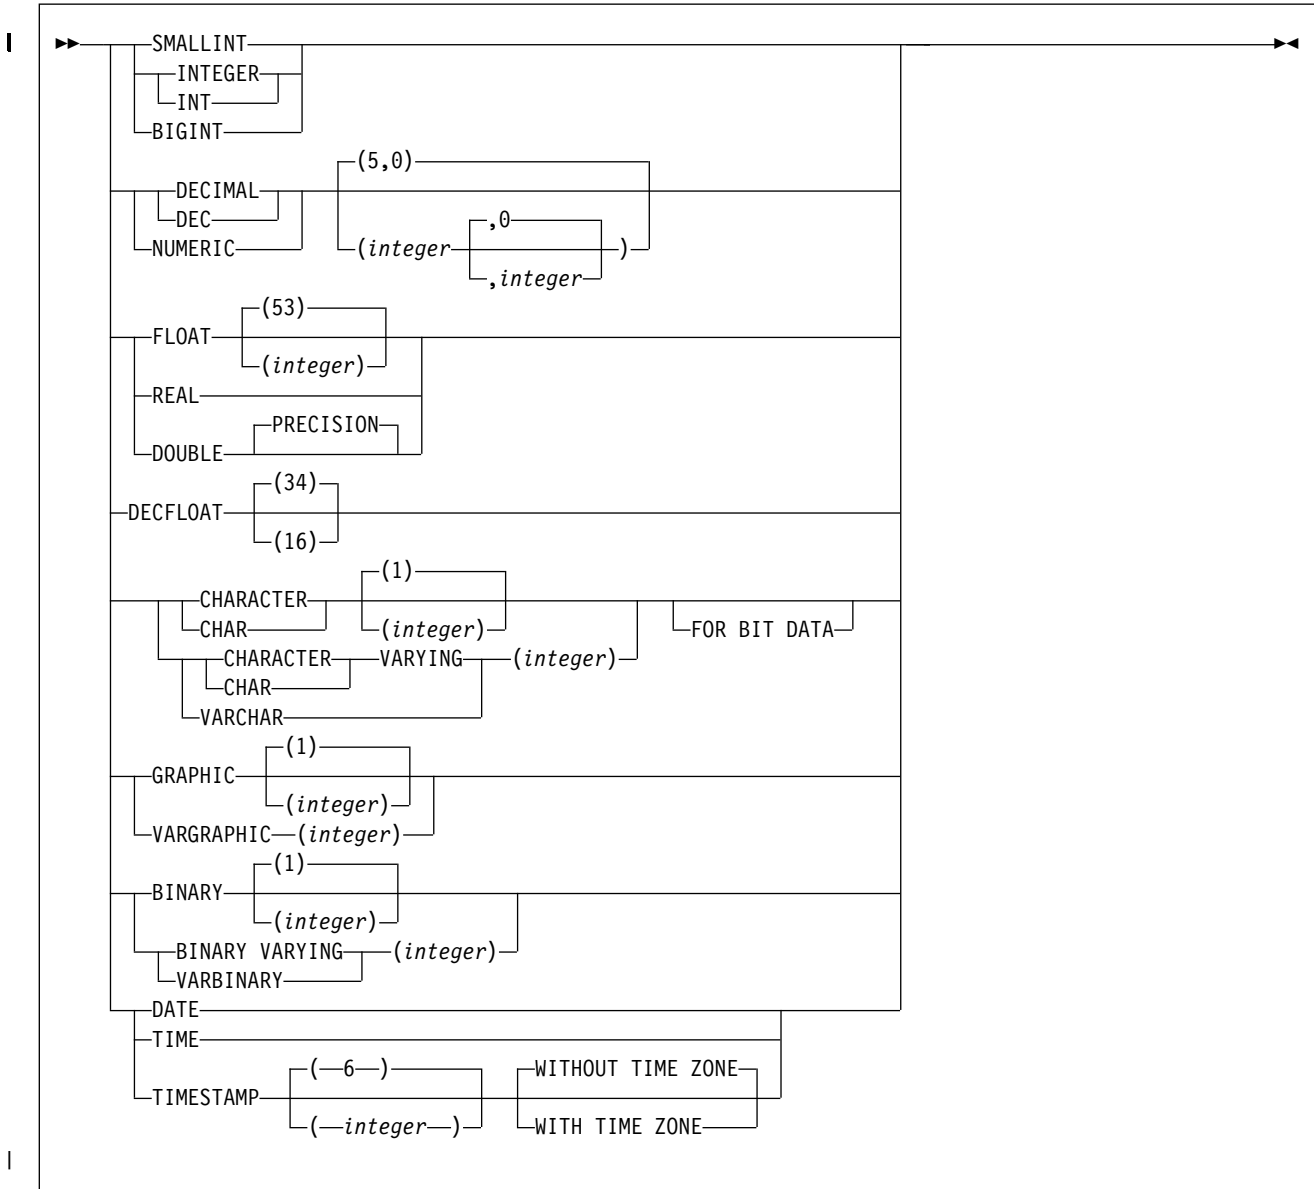 SMALLINT
INTEGER
INT
BIGINT
(5,0)
DECIMAL
DEC
,0
NUMERIC (integer )
,integer
(53)
FLOAT
(integer)
REAL
PRECISION
DOUBLE
(34)
DECFLOAT
(16)
(1)
CHARACTER
CHAR (integer) FOR BIT DATA
CHARACTER VARYING (integer)
CHAR
VARCHAR
(1)
GRAPHIC
(integer)
VARGRAPHIC (integer)
(1)
BINARY
(integer)
BINARY VARYING (integer)
VARBINARY
DATE
TIME
( 6 ) WITHOUT TIME ZONE
TIMESTAMP
( integer ) WITH TIME ZONE